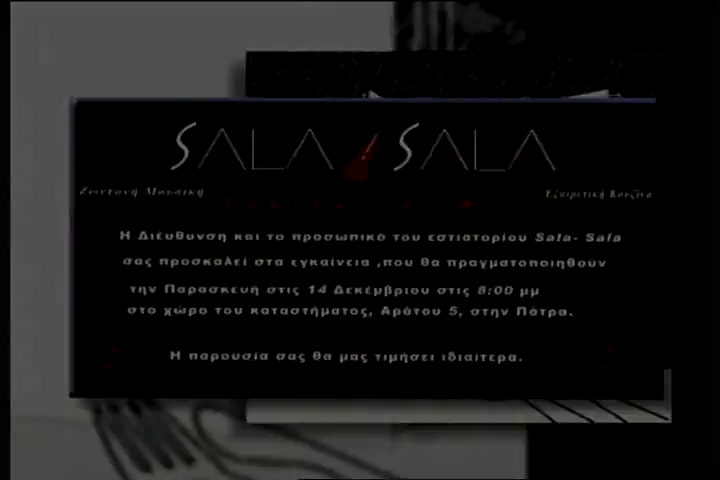 SALA SALA
Ζωντανή Μουσική
Εξαιρετική Κουζίνα
Η Διεύθυνση και το προσωπικό του εστιατορίου Sala- Sala
σας προσκαλεί στα εγκαίνεια ,που θα πραγματοποιηθούν
την Παρασκευή στις 14 Δεκέμβριου στις 8:00 μμ
στο χώρο του καταστήματος, Αράτου 5, στην Πάτρα.
Η παρουσία σας θα μας τιμήσει ιδιαίτερα.